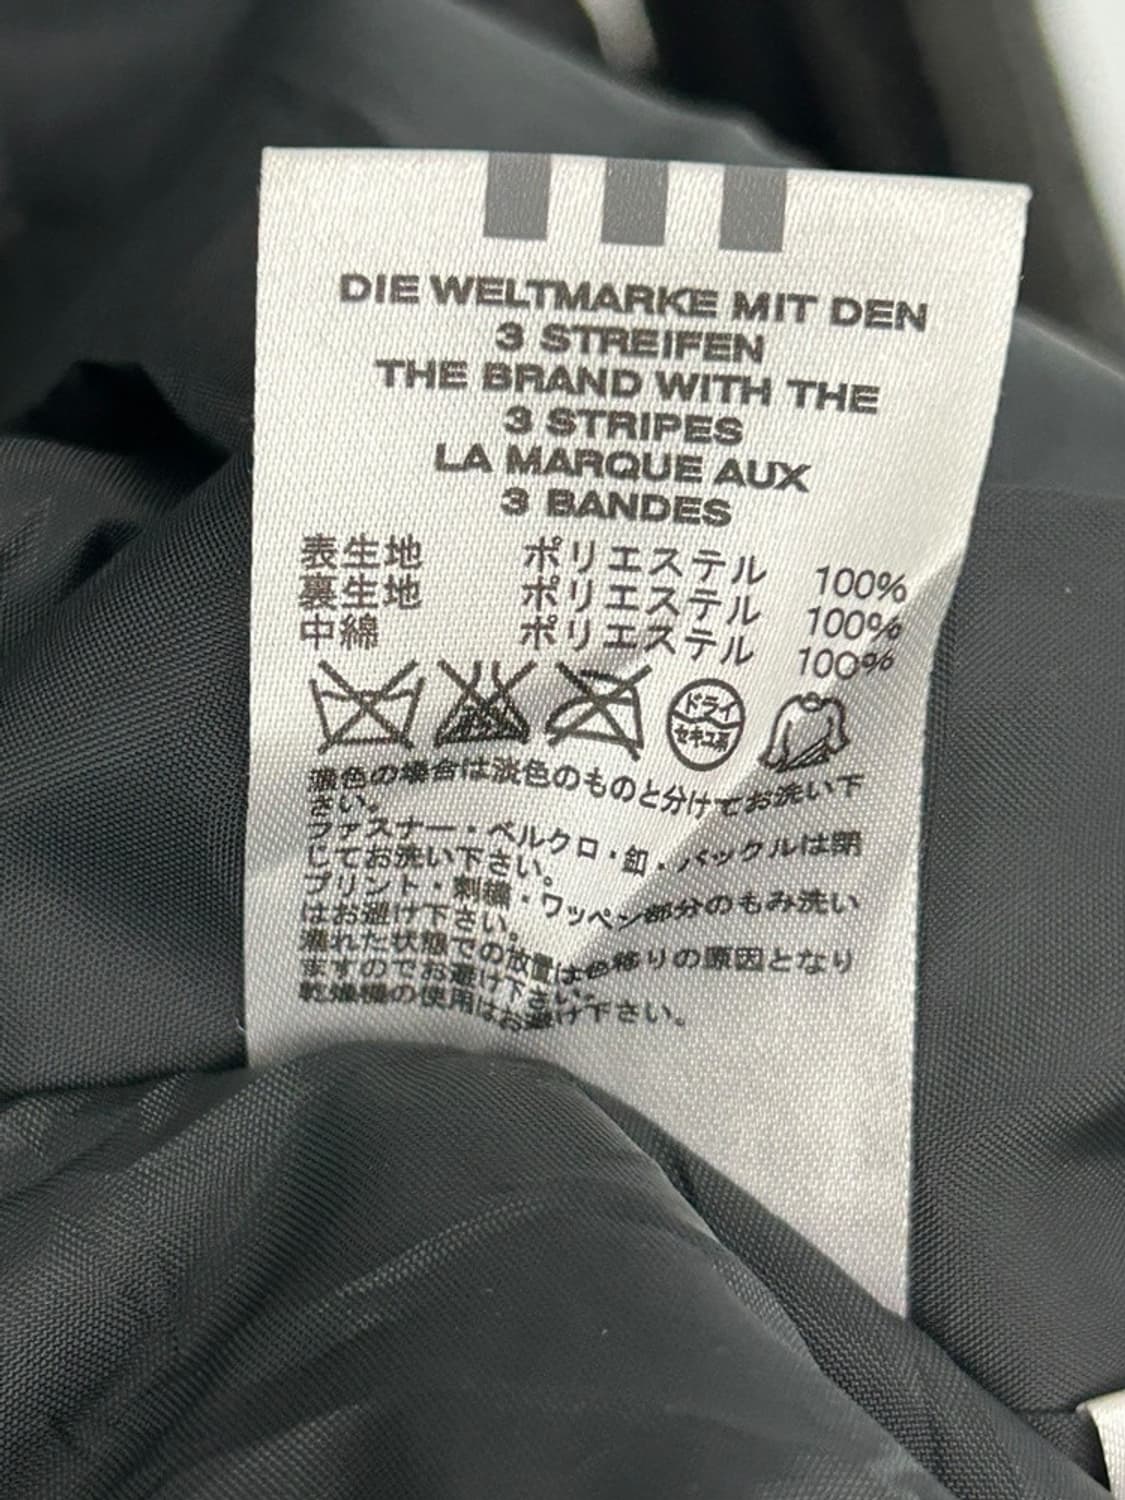 DIE WELTMARKE MIT DEN
3 STREIFEN
THE BRAND WITH THE
3 STRIPES
LA MARQUE AUX
3 BANDES
表生地 ポリエステル 100%
裏生地 ポリエステル 100%
中綿 ポリエステル 100%
ドライ
セキユ系
濃色の場合は淡色のものと分けてお洗い下
さい。
ファスナー・ベルクロ・釦・バックルは閉
じてお洗い下さい。
プリント・刺繍・ワッペン部分のもみ洗い
はお避け下さい。
濡れた状態での放置は色移りの原因となり
ますのでお避け下さい。
乾燥機の使用はお避け下さい。